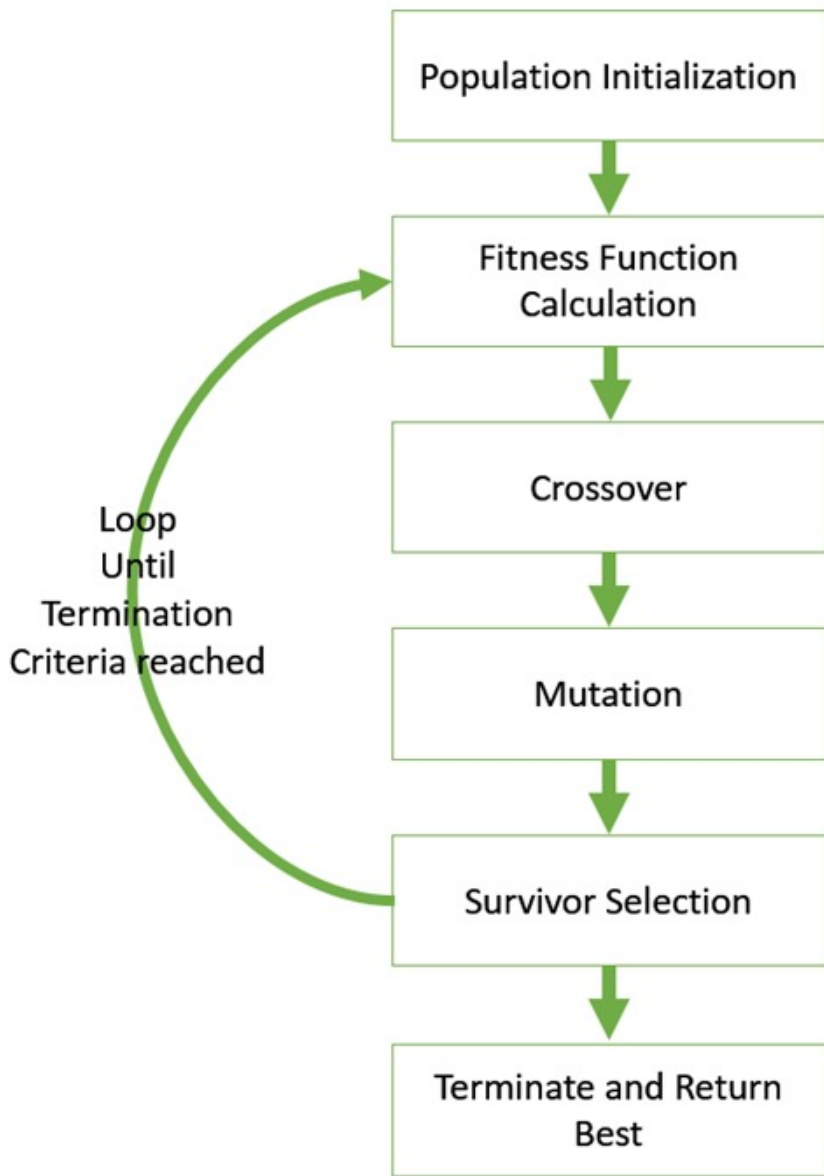 Population Initialization
Fitness Function
Calculation
Crossover
Loop
Until
Termination
Criteria reached
Mutation
Survivor Selection
Terminate and Return
Best